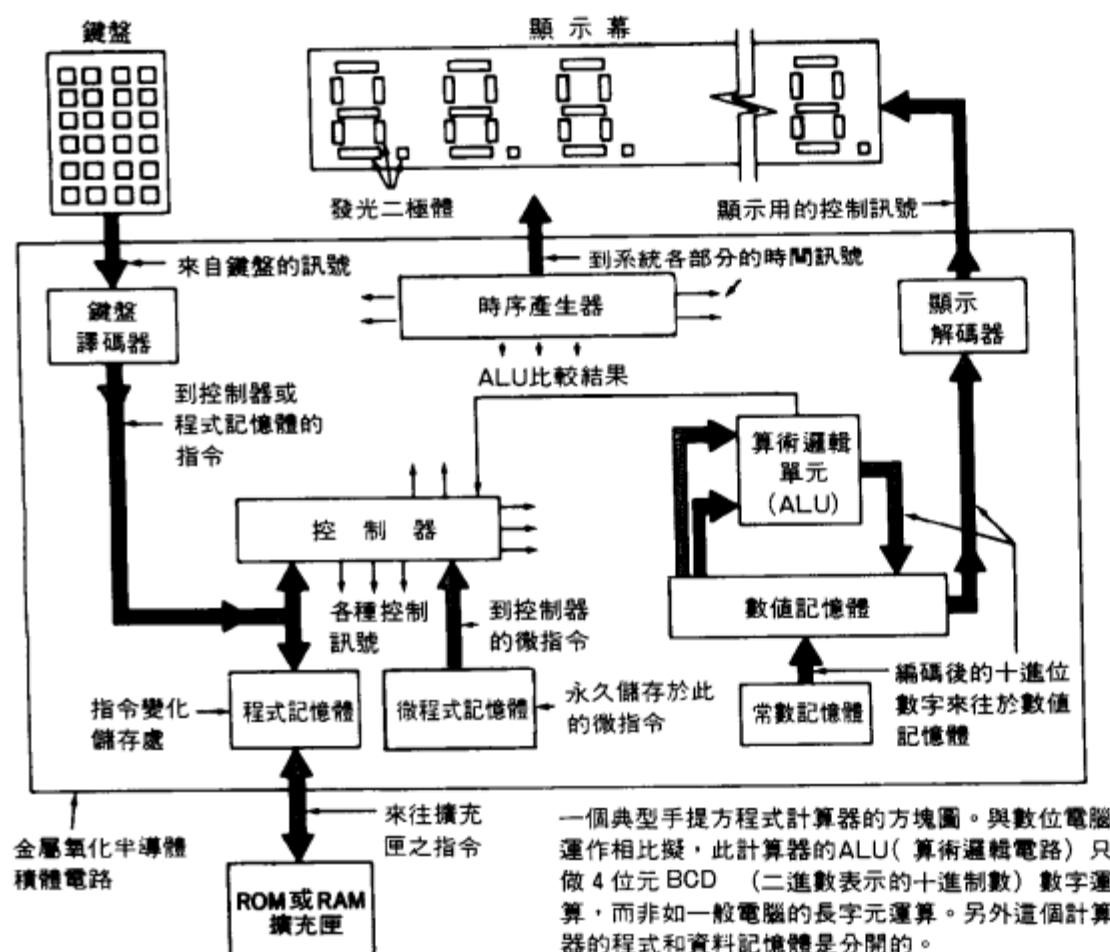 鍵盤
顯示幕
發光二極體
顯示用的控制訊號
來自鍵盤的訊號
到系統各部分的時間訊號
鍵盤
譯碼器
時序產生器
顯示
解碼器
ALU比較結果
到控制器或
程式記憶體的
指令
算術邏輯
單元
(ALU)
控制器
各種控制
訊號
到控制器
的微指令
數值記憶體
指令變化
儲存處
程式記憶體
微程式記憶體
永久儲存於此
的微指令
常數記憶體
編碼後的十進位
數字來往於數值
記憶體
金屬氧化半導體
積體電路
來往擴充
匣之指令
ROM或RAM
擴充匣
一個典型手提方程式計算器的方塊圖。與數位電腦
運作相比擬，此計算器的ALU(算術邏輯電路)只
做4位元BCD (二進數表示的十進制數)數字運
算，而非如一般電腦的長字元運算。另外這個計算
器的程式和資料記憶體是分開的。